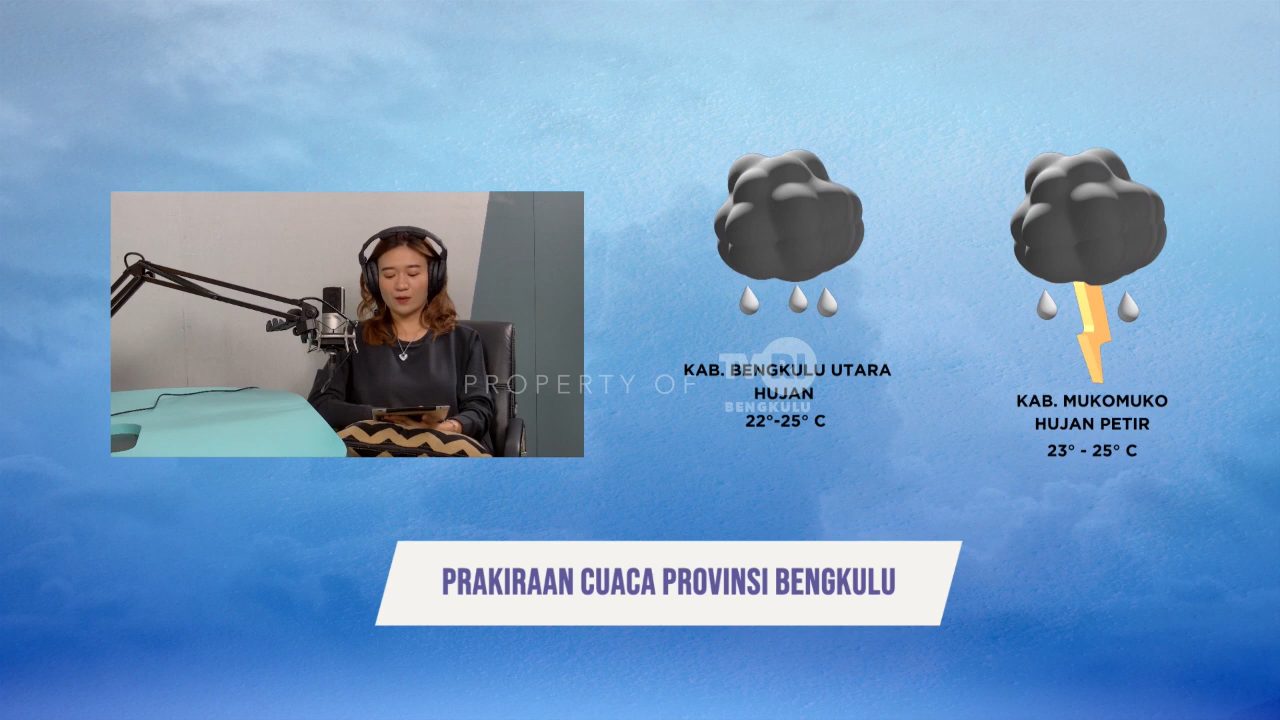 KAB. BENGKULU UTARA
HUJAN
22°-25° C
KAB. MUKOMUKO
HUJAN PETIR
23° - 25° C
PROPERTY OF
TVRI
BENGKULU
PRAKIRAAN CUACA PROVINSI BENGKULU